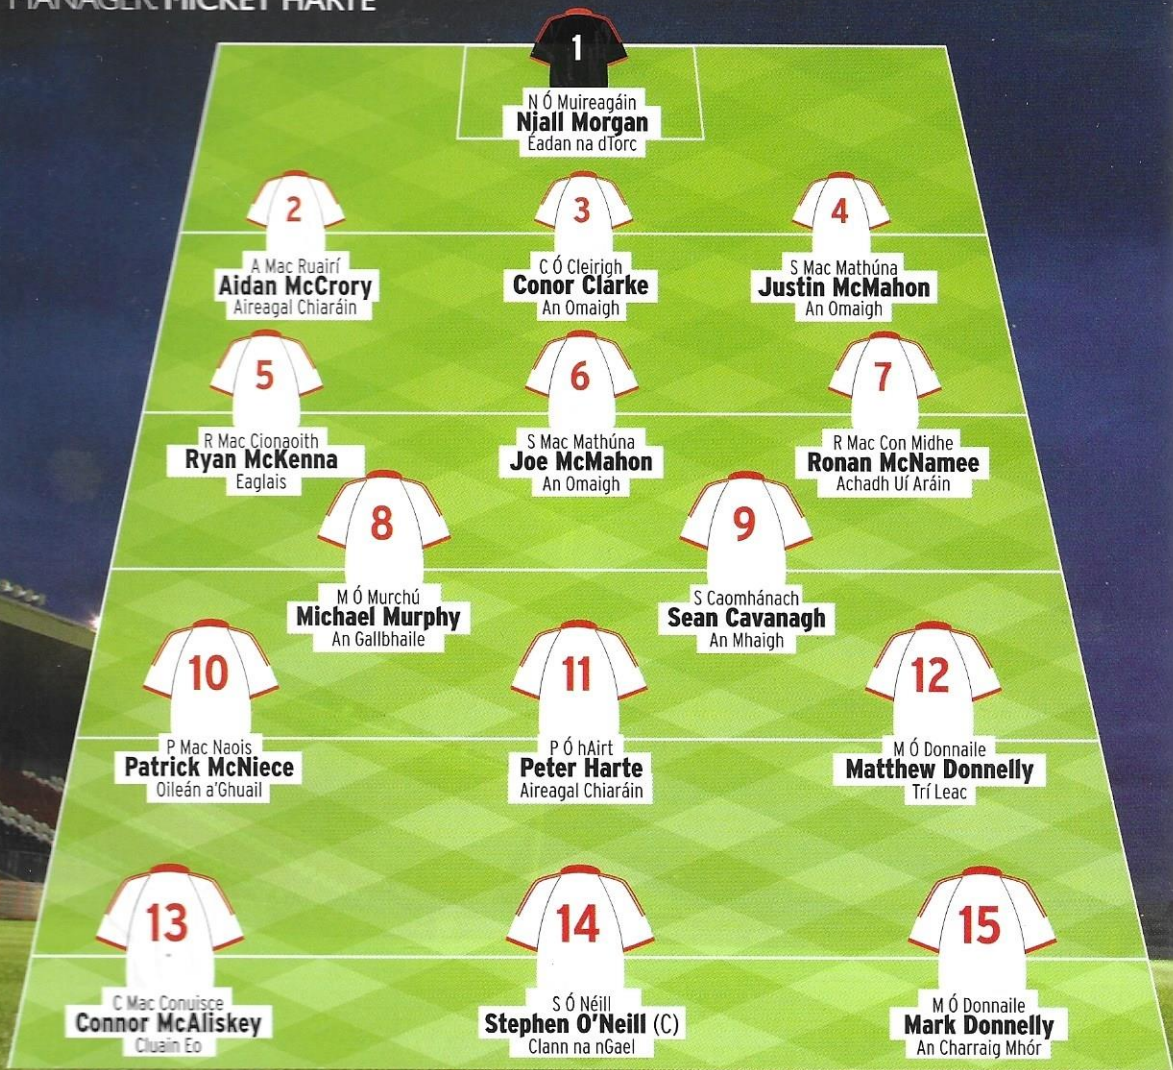 MANAGER MICKEY HARTE
1
N Ó Muireagáin
Niall Morgan
Éadan na dTorc
2
A Mac Ruairí
Aidan McCrory
Aireagal Chiaráin
3
C Ó Cleirigh
Conor Clarke
An Omaigh
4
S Mac Mathúna
Justin McMahon
An Omaigh
5
R Mac Cionaoith
Ryan McKenna
Eaglais
6
S Mac Mathúna
Joe McMahon
An Omaigh
7
R Mac Con Midhe
Ronan McNamee
Achadh Uí Aráin
8
M Ó Murchú
Michael Murphy
An Gallbhaile
9
S Caomhánach
Sean Cavanagh
An Mhaigh
10
P Mac Naois
Patrick McNiece
Oileán a'Ghuail
11
P Ó hAirt
Peter Harte
Aireagal Chiaráin
12
M Ó Donnaile
Matthew Donnelly
Trí Leac
13
C Mac Conuisce
Connor McAliskey
Cluain Eo
14
S Ó Néill
Stephen O'Neill (C)
Clann na nGael
15
M Ó Donnaile
Mark Donnelly
An Charraig Mhór